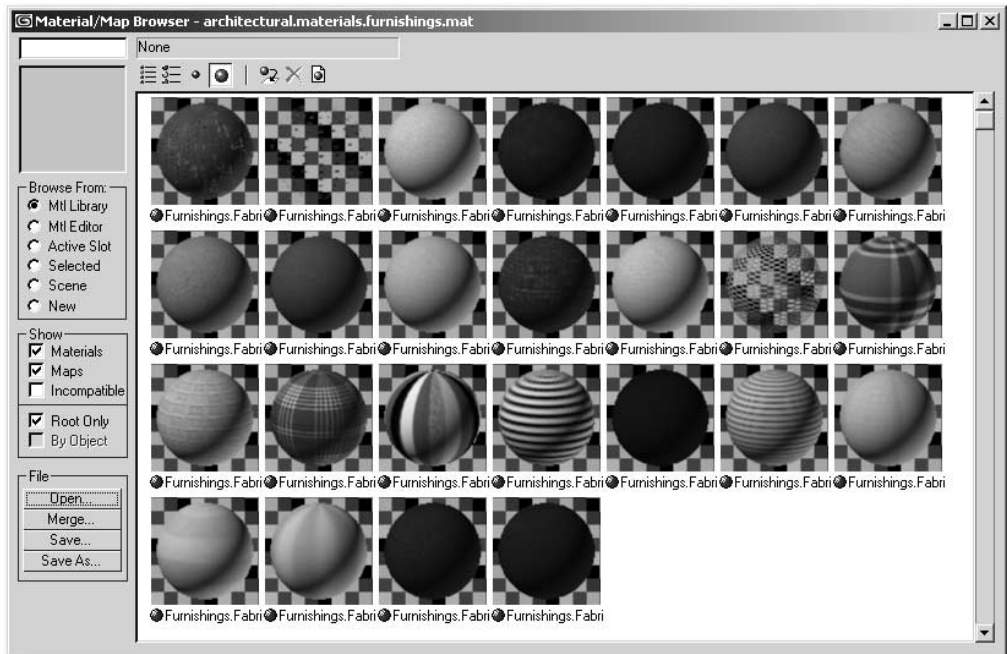 Material/Map Browser - architectural.materials.furnishings.mat
None
Browse From:
Mtl Library
Mtl Editor
Active Slot
Selected
Scene
New
Show
Materials
Maps
Incompatible
Root Only
By Object
File
Open...
Merge...
Save...
Save As...
Furnishings.Fabri Furnishings.Fabri Furnishings.Fabri Furnishings.Fabri Furnishings.Fabri Furnishings.Fabri Furnishings.Fabri
Furnishings.Fabri Furnishings.Fabri Furnishings.Fabri Furnishings.Fabri Furnishings.Fabri Furnishings.Fabri Furnishings.Fabri
Furnishings.Fabri Furnishings.Fabri Furnishings.Fabri Furnishings.Fabri Furnishings.Fabri Furnishings.Fabri Furnishings.Fabri
Furnishings.Fabri Furnishings.Fabri Furnishings.Fabri Furnishings.Fabri